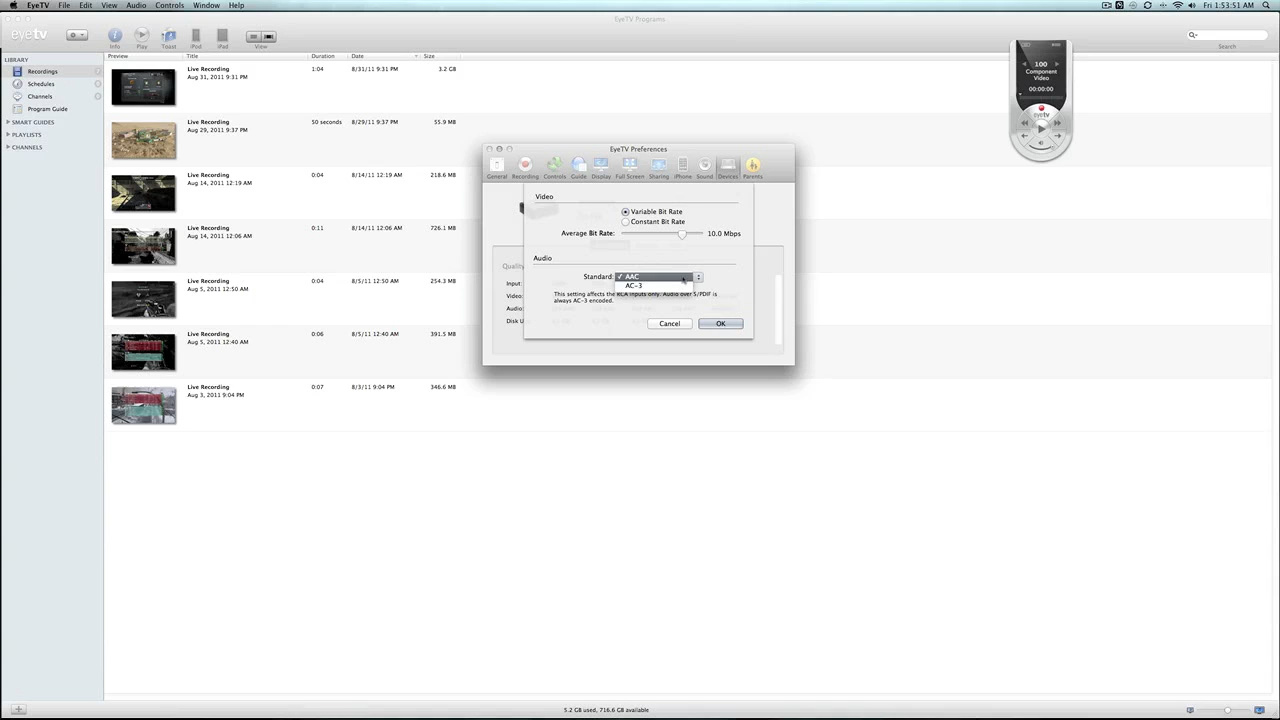 EyeTV File Edit View Audio Controls Window Help
Fri 1:53:51 AM
EyeTV Programs
eyetv
Info Play Toast iPod iPad View
Search
LIBRARY
Recordings
Schedules
Channels
Program Guide
SMART GUIDES
PLAYLISTS
CHANNELS
Preview Title Duration Date Size
Live Recording 1:04 8/31/11 9:31 PM 3.2 GB
Aug 31, 2011 9:31 PM
Live Recording 50 seconds 8/29/11 9:37 PM 55.9 MB
Aug 29, 2011 9:37 PM
Live Recording 0:04 8/14/11 12:19 AM 218.6 MB
Aug 14, 2011 12:19 AM
Live Recording 0:11 8/14/11 12:06 AM 726.1 MB
Aug 14, 2011 12:06 AM
Live Recording 0:04 8/5/11 12:50 AM 254.3 MB
Aug 5, 2011 12:50 AM
Live Recording 0:06 8/5/11 12:40 AM 391.5 MB
Aug 5, 2011 12:40 AM
Live Recording 0:07 8/3/11 9:04 PM 346.6 MB
Aug 3, 2011 9:04 PM
EyeTV Preferences
General Recording Controls Guide Display Full Screen Sharing iPhone Sound Devices Parents
Video
Variable Bit Rate
Constant Bit Rate
Average Bit Rate: 10.0 Mbps
Audio
Standard: ✓ AAC
AC-3
This setting affects the RCA inputs only. Audio over S/PDIF is
always AC-3 encoded.
Cancel OK
Quality
Input:
Video:
Audio:
Disk U
100
Component
Video
00:00:00
eyetv
5.2 GB used, 716.6 GB available